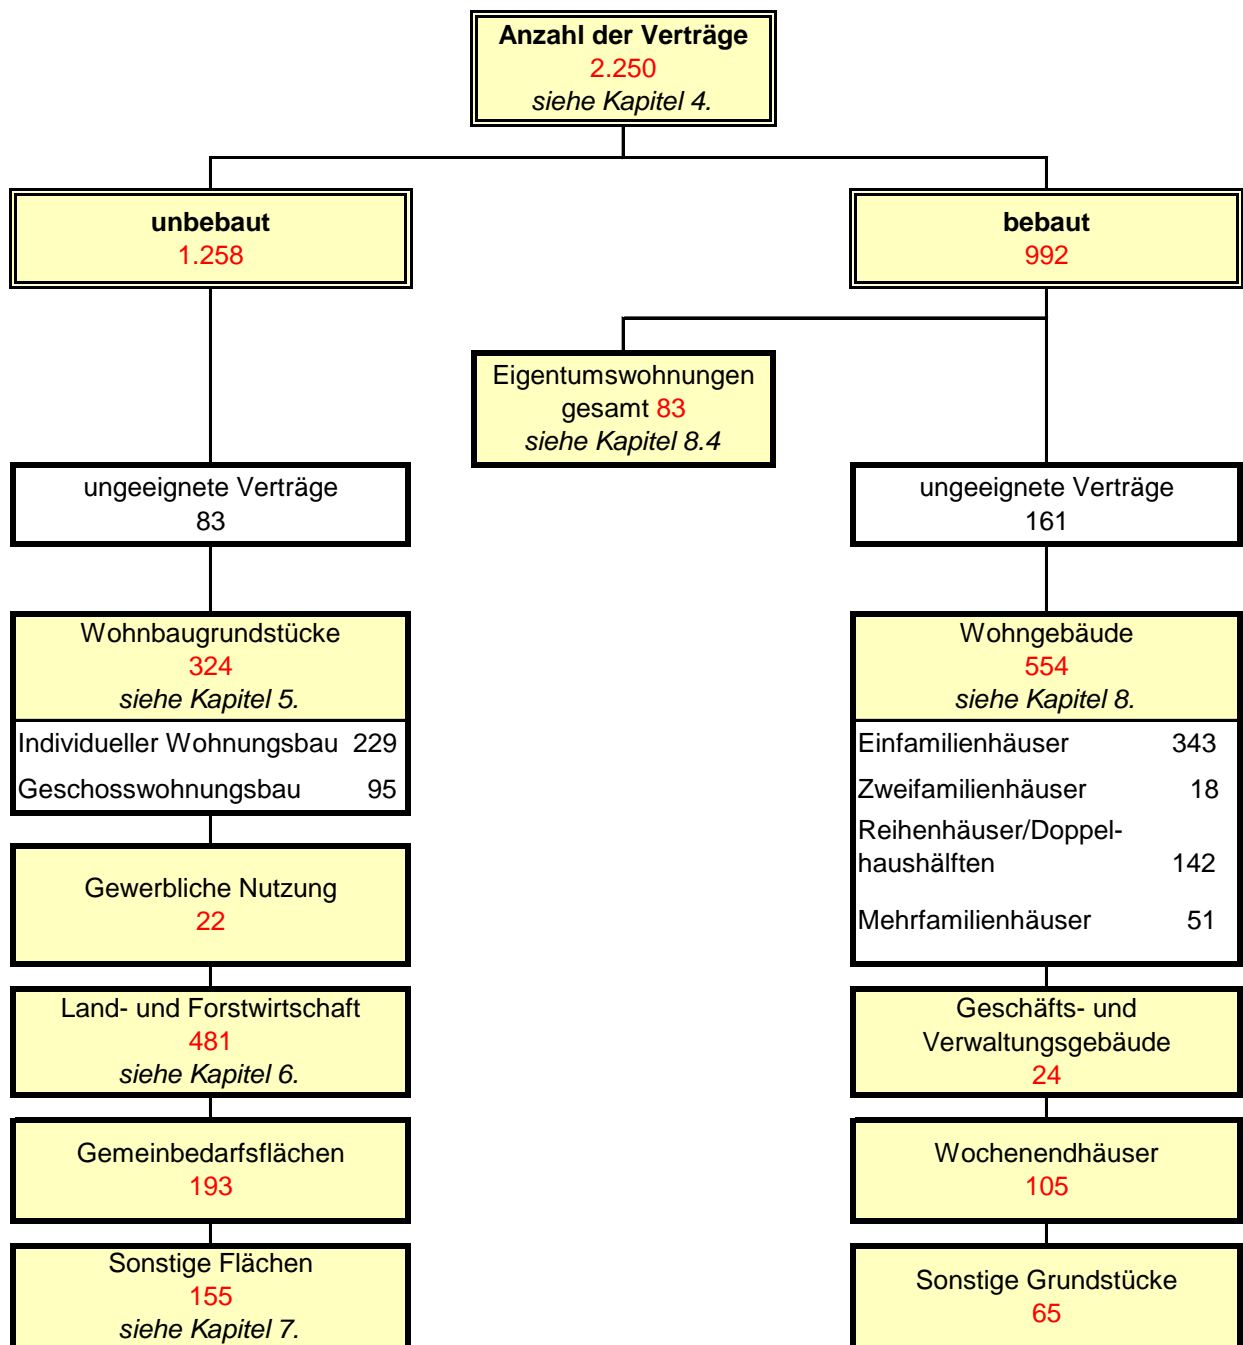 Anzahl der Verträge
2.250
siehe Kapitel 4.
unbebaut
1.258
bebaut
992
Eigentumswohnungen
gesamt 83
siehe Kapitel 8.4
ungeeignete Verträge
83
ungeeignete Verträge
161
Wohnbaugrundstücke
324
siehe Kapitel 5.
Individueller Wohnungsbau 229
Geschosswohnungsbau 95
Wohngebäude
554
siehe Kapitel 8.
Einfamilienhäuser 343
Zweifamilienhäuser 18
Reihenhäuser/Doppel-
haushälften 142
Mehrfamilienhäuser 51
Gewerbliche Nutzung
22
Land- und Forstwirtschaft
481
siehe Kapitel 6.
Geschäfts- und
Verwaltungsgebäude
24
Gemeinbedarfsflächen
193
Wochenendhäuser
105
Sonstige Flächen
155
siehe Kapitel 7.
Sonstige Grundstücke
65